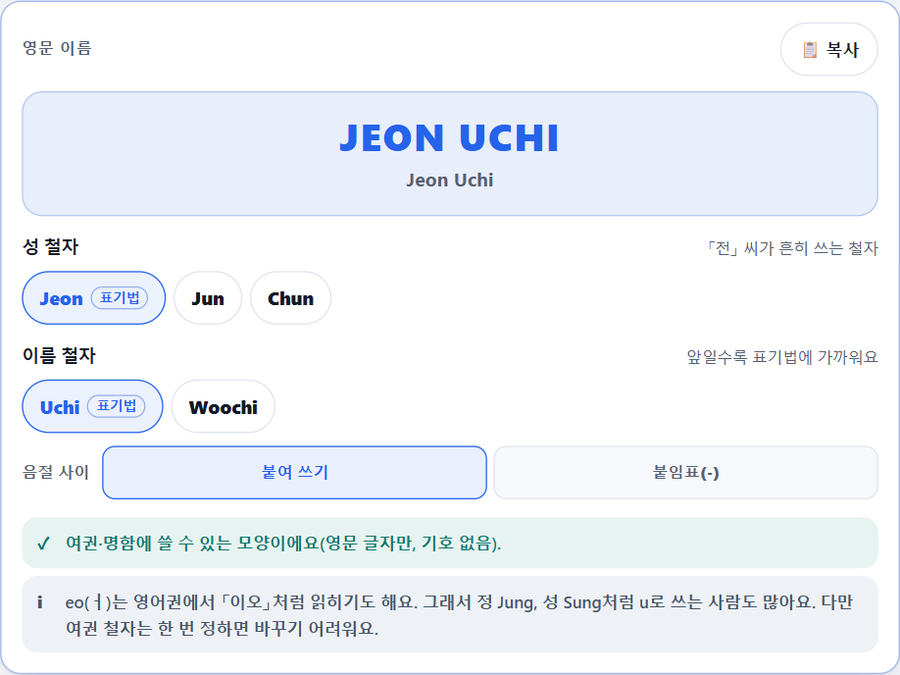 영문 이름
📋 복사
JEON UCHI
Jeon Uchi
성 철자
「전」 씨가 흔히 쓰는 철자
Jeon 표기법
Jun
Chun
이름 철자
앞일수록 표기법에 가까워요
Uchi 표기법
Woochi
음절 사이
붙여 쓰기
붙임표(-)
✓ 여권·명함에 쓸 수 있는 모양이에요(영문 글자만, 기호 없음).
i eo(ㅓ)는 영어권에서 「이오」처럼 읽히기도 해요. 그래서 정 Jung, 성 Sung처럼 u로 쓰는 사람도 많아요. 다만
여권 철자는 한 번 정하면 바꾸기 어려워요.